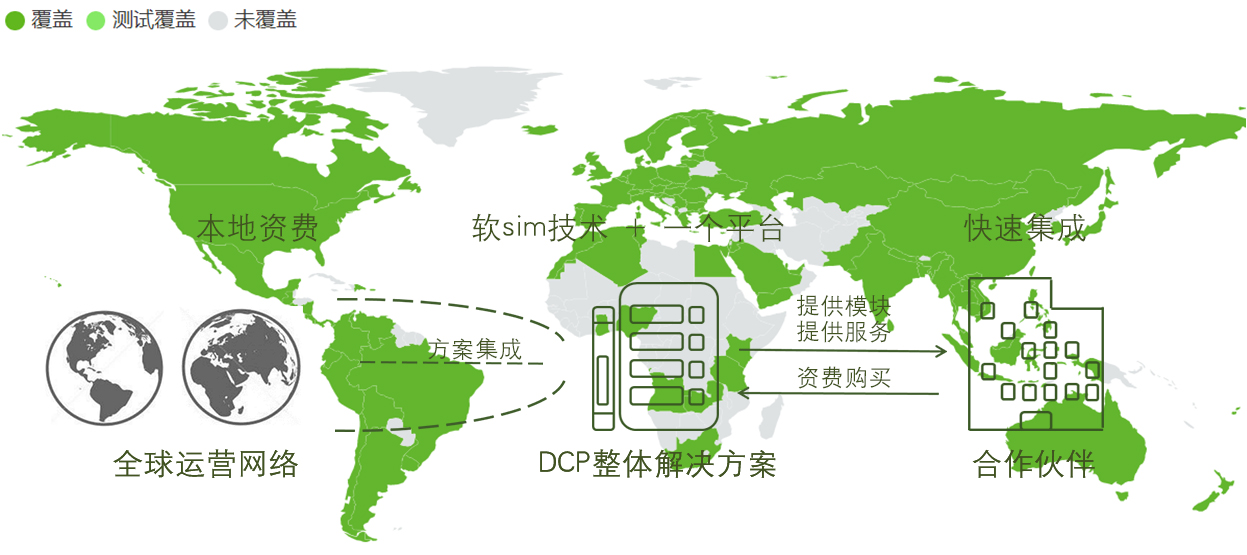 覆盖 测试覆盖 未覆盖
本地资费
软sim技术 + 一个平台
快速集成
提供模块
提供服务
方案集成
资费购买
全球运营网络
DCP整体解决方案
合作伙伴